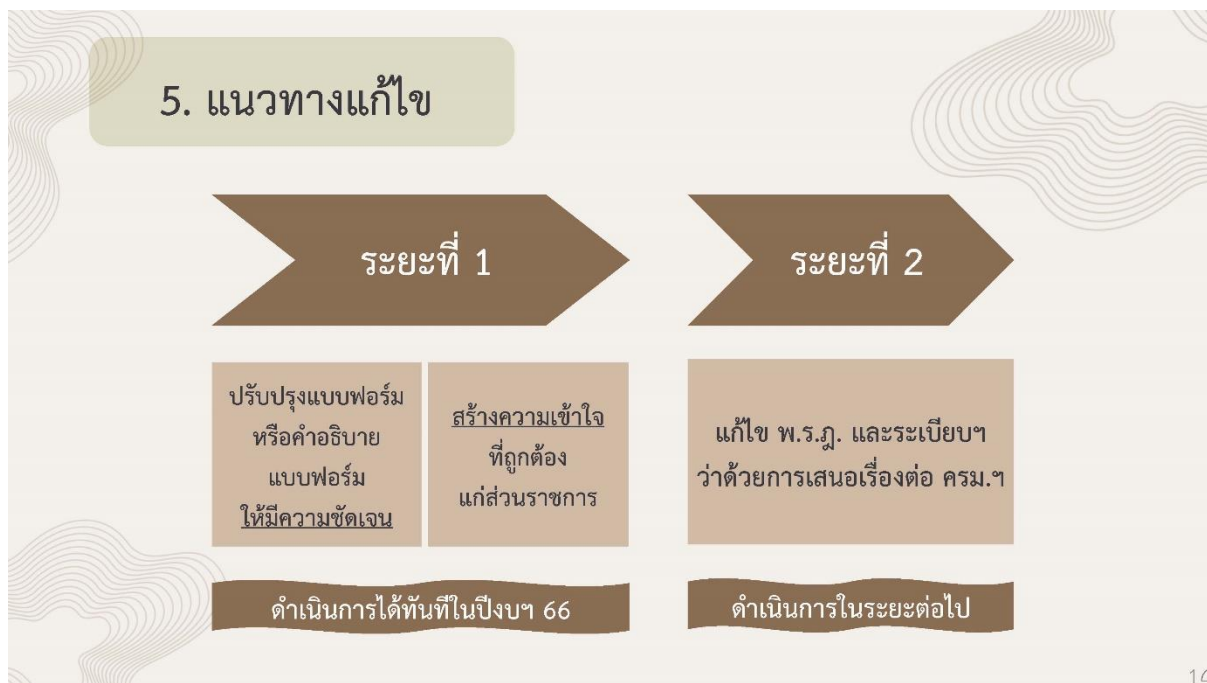 5. แนวทางแก้ไข
ระยะที่ 1
ระยะที่ 2
ปรับปรุงแบบฟอร์ม
หรือคำอธิบาย
แบบฟอร์ม
ให้มีความชัดเจน
สร้างความเข้าใจ
ที่ถูกต้อง
แก่ส่วนราชการ
แก้ไข พ.ร.ฎ. และระเบียบฯ
ว่าด้วยการเสนอเรื่องต่อ ครม.ฯ
ดำเนินการได้ทันทีในปีงบฯ 66
ดำเนินการในระยะต่อไป